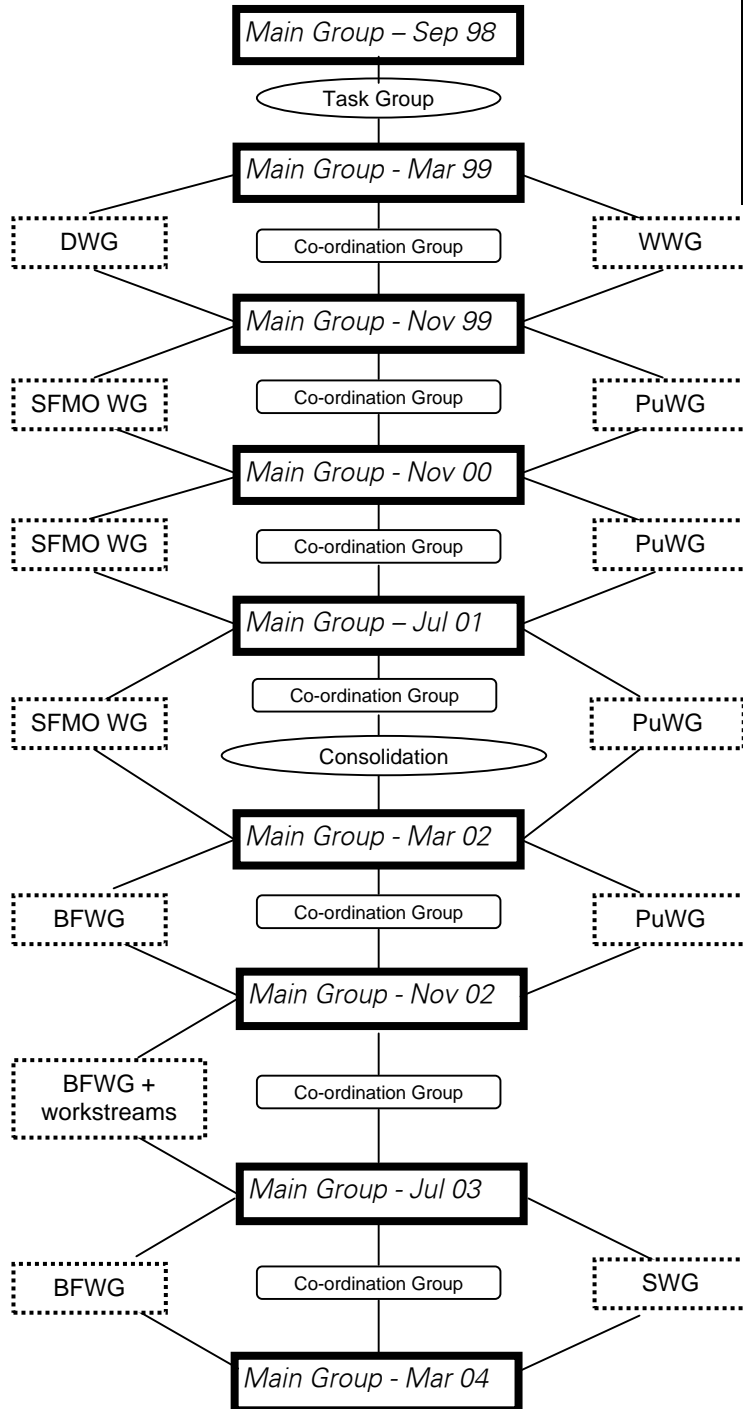 Main Group – Sep 98
Task Group
Main Group - Mar 99
DWG
Co-ordination Group
WWG
Main Group - Nov 99
SFMO WG
Co-ordination Group
PuWG
Main Group - Nov 00
SFMO WG
Co-ordination Group
PuWG
Main Group – Jul 01
SFMO WG
Co-ordination Group
PuWG
Consolidation
Main Group - Mar 02
BFWG
Co-ordination Group
PuWG
Main Group - Nov 02
BFWG +
workstreams
Co-ordination Group
Main Group - Jul 03
BFWG
Co-ordination Group
SWG
Main Group - Mar 04